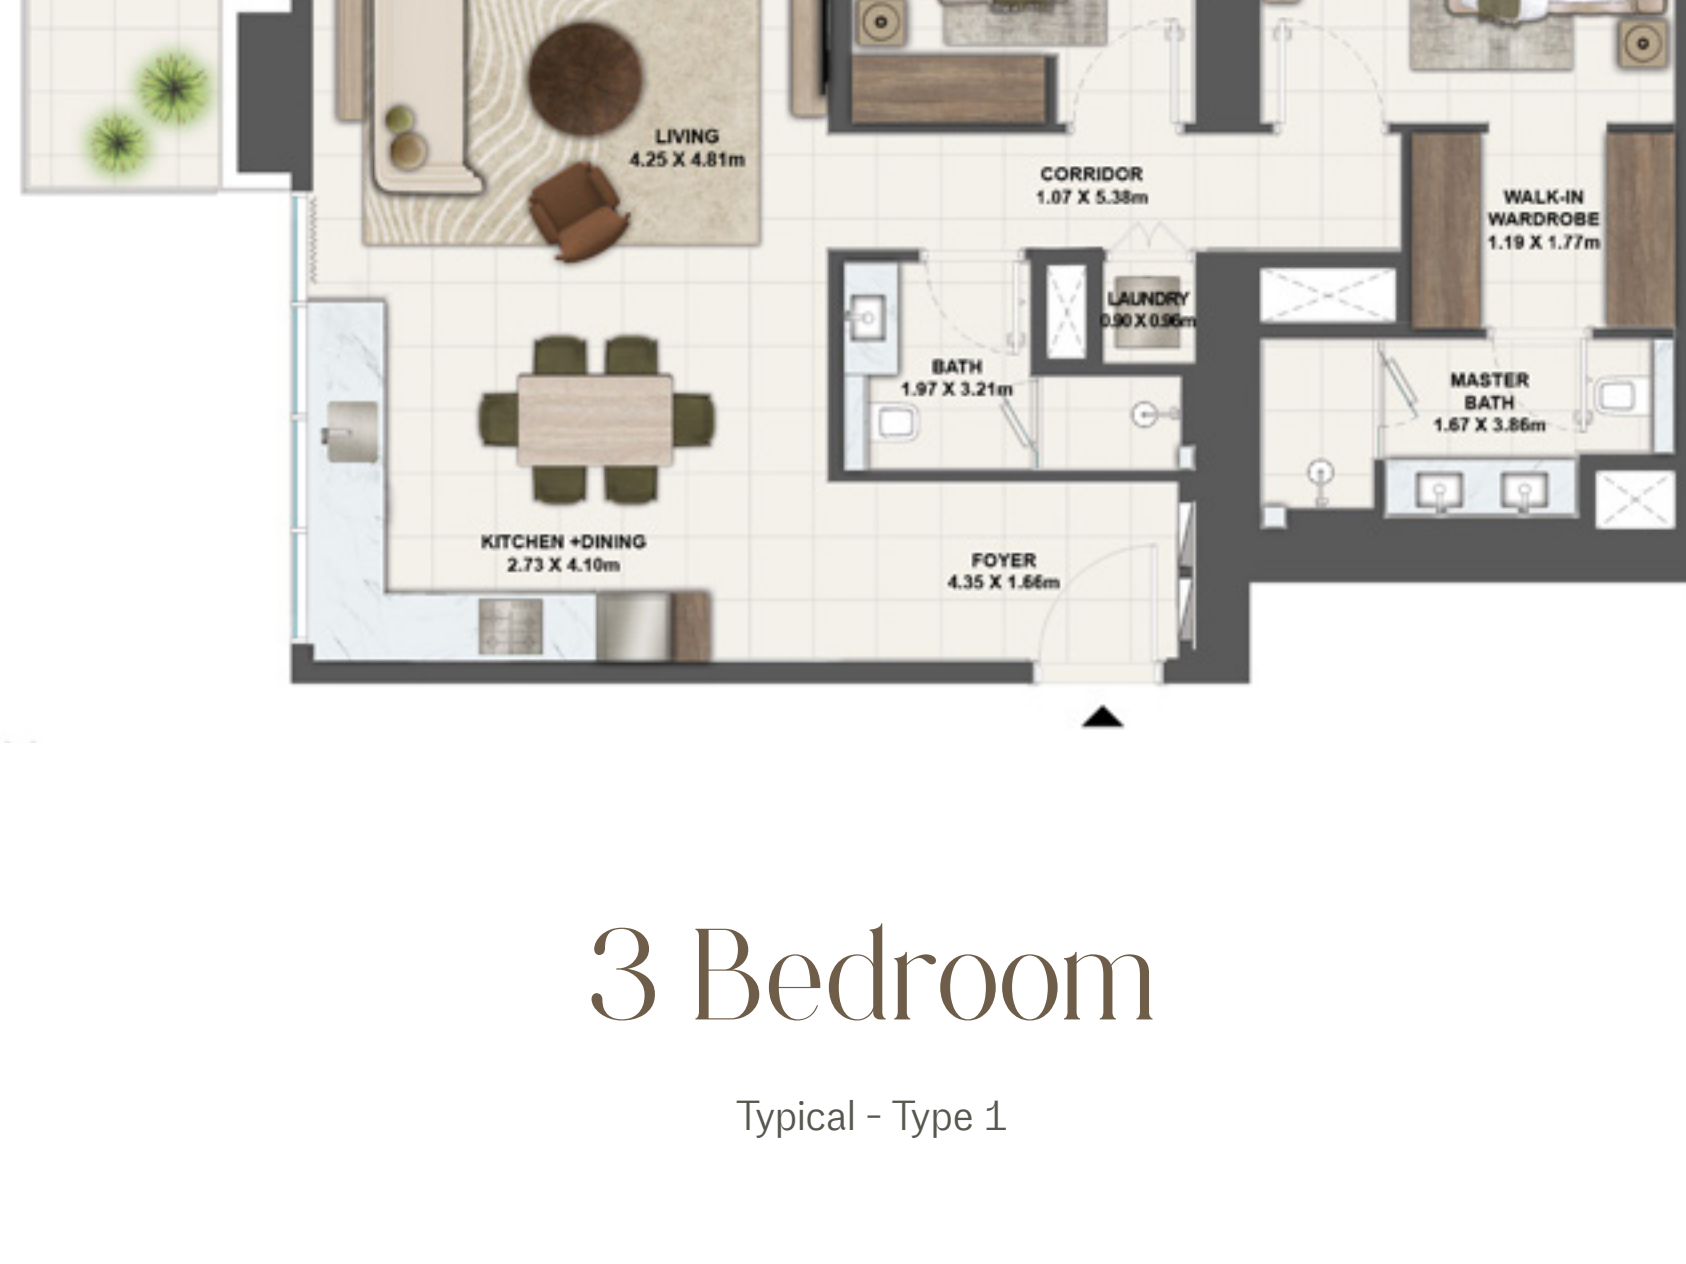 LIVING
4.25 X 4.81m
CORRIDOR
1.07 X 5.38m
WALK-IN
WARDROBE
1.19 X 1.77m
LAUNDRY
0.90 X 0.96m
BATH
1.97 X 3.21m
MASTER
BATH
1.67 X 3.86m
KITCHEN +DINING
2.73 X 4.10m
FOYER
4.35 X 1.66m
3 Bedroom
Typical - Type 1